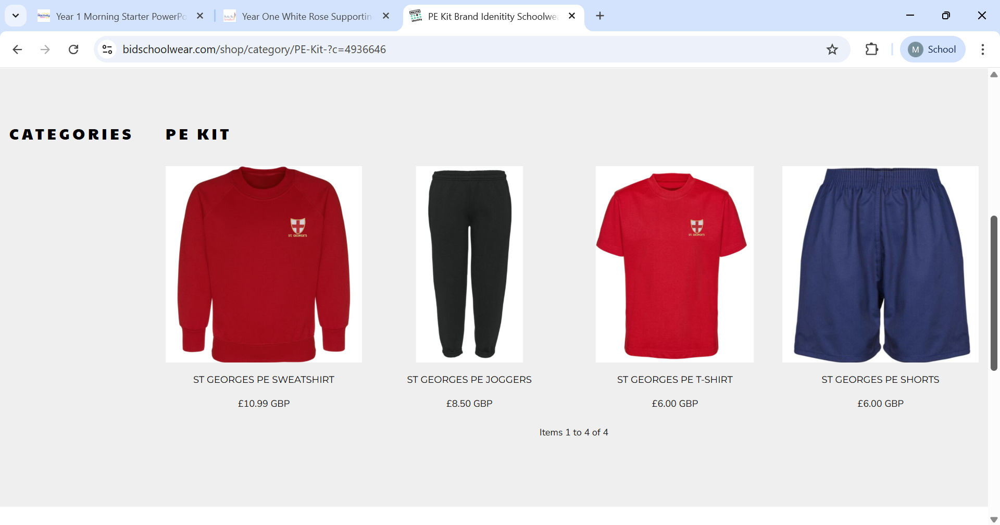 Year 1 Morning Starter PowerPo
Year One White Rose Supportin
PE Kit Brand Idenitity Schoolwe
bidschoolwear.com/shop/category/PE-Kit-?c=4936646
M School
CATEGORIES
PE KIT
ST. GEORGE'S
ST. GEORGE'S
ST GEORGES PE SWEATSHIRT
ST GEORGES PE JOGGERS
ST GEORGES PE T-SHIRT
ST GEORGES PE SHORTS
£10.99 GBP
£8.50 GBP
£6.00 GBP
£6.00 GBP
Items 1 to 4 of 4